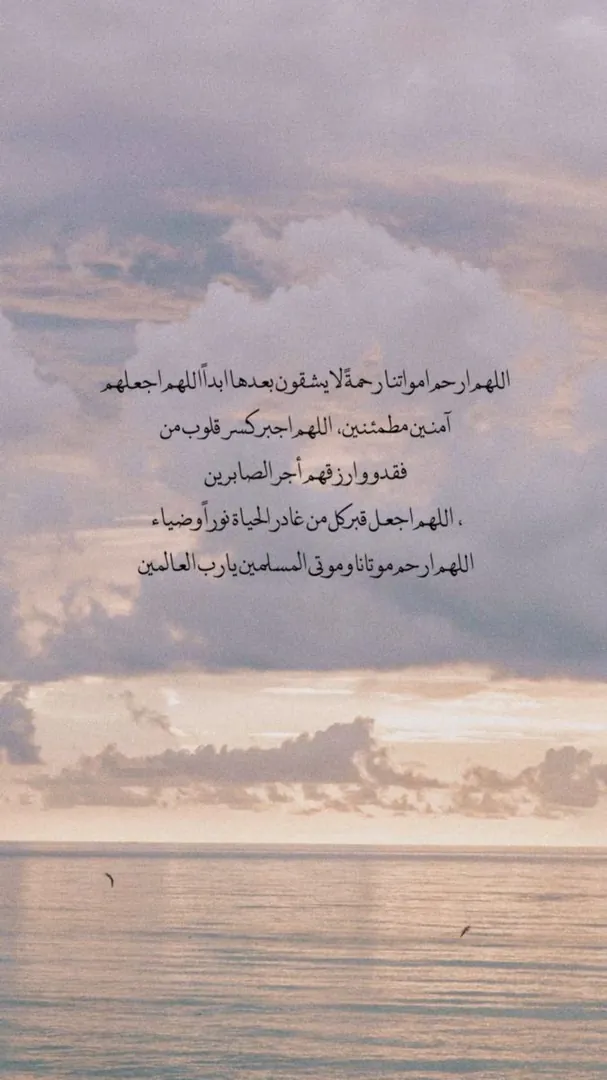 اللهم ارحم امواتنا رحمةً لا يشقون بعدها ابداً اللهم اجعلهم
آمنين مطمئنين، اللهم اجبر كسر قلوب من
فقدو وارزقهم أجر الصابرين
، اللهم اجعل قبر كل من غادر الحياة نوراً وضياء
اللهم ارحم موتانا وموتى المسلمين يارب العالمين